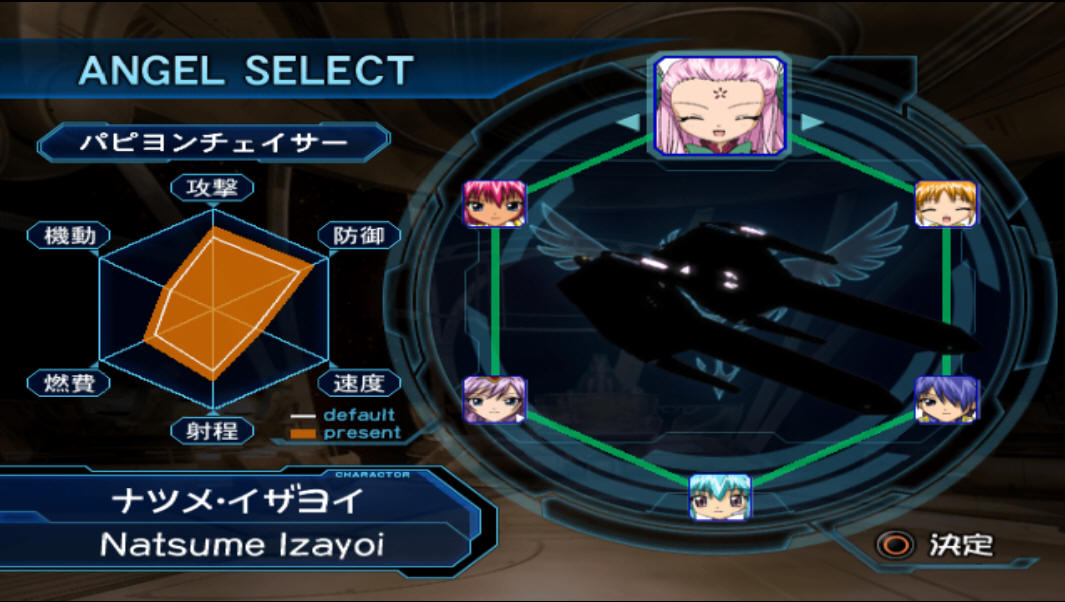 ANGEL SELECT
パピヨンチェイサー
攻撃
機動
防御
燃費
速度
射程
default
present
CHARACTOR
ナツメ・イザヨイ
Natsume Izayoi
決定